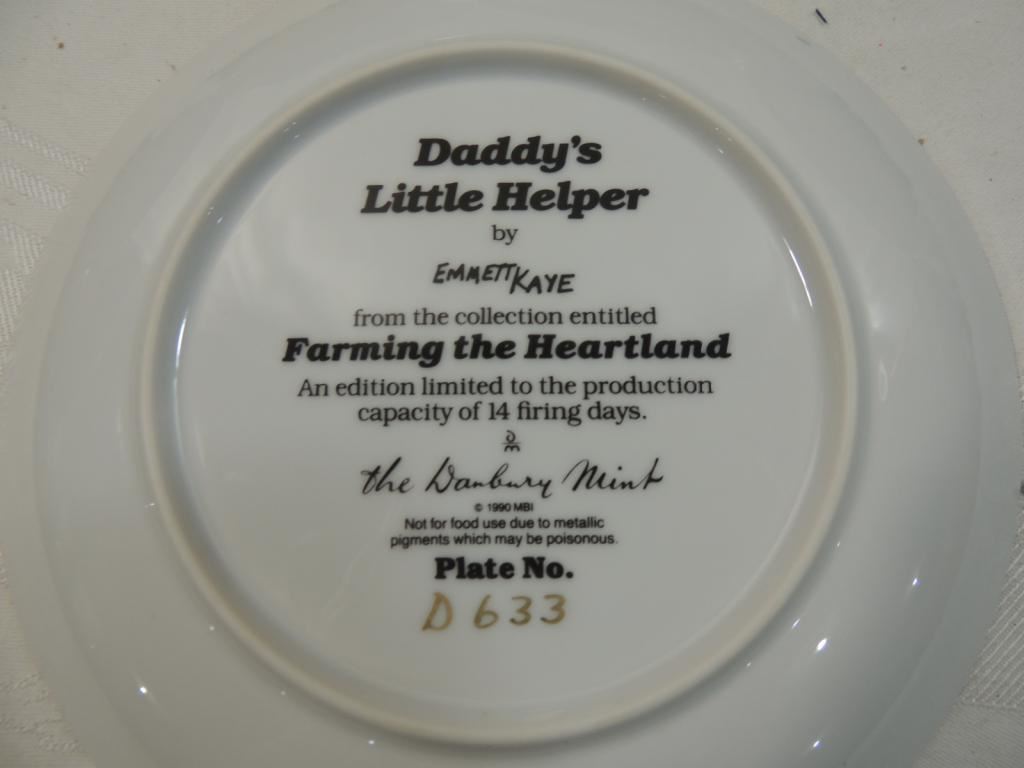 Daddy's
Little Helper
by
EMMETT KAYE
from the collection entitled
Farming the Heartland
An edition limited to the production
capacity of 14 firing days.
the Danbury Mint
© 1990 MBI
Not for food use due to metallic
pigments which may be poisonous.
Plate No.
D 633